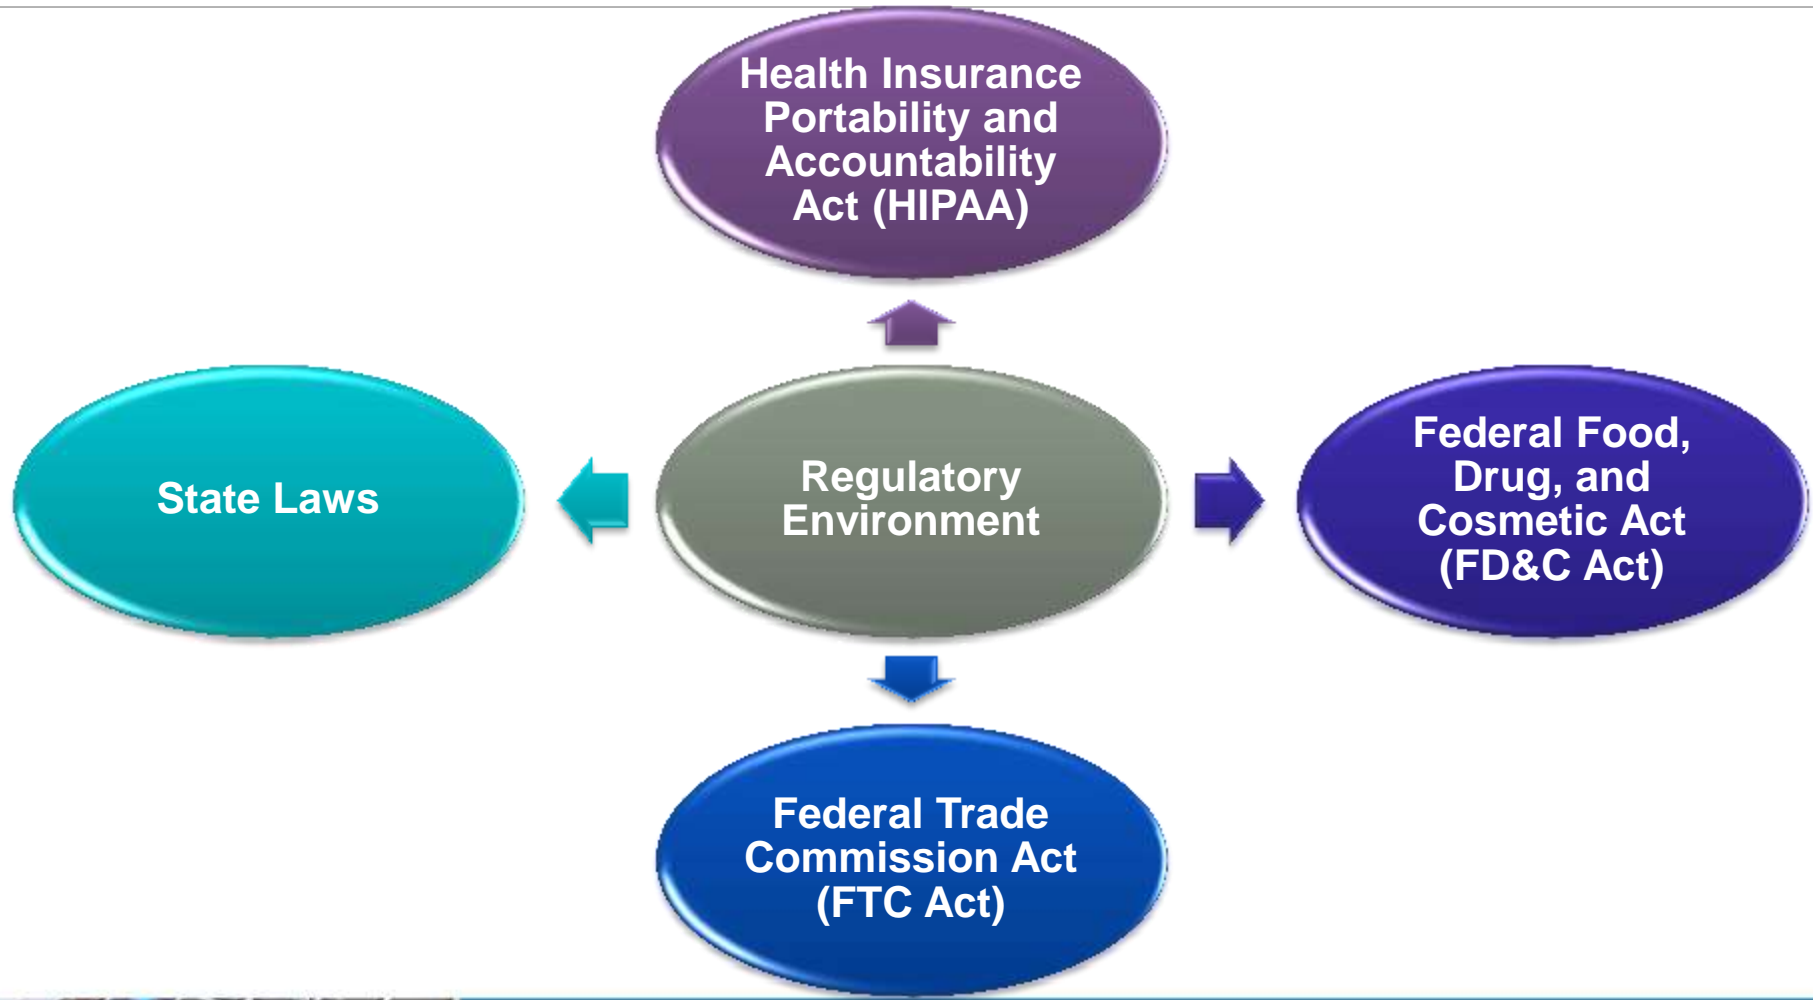 Health Insurance
Portability and
Accountability
Act (HIPAA)
State Laws
Regulatory
Environment
Federal Food,
Drug, and
Cosmetic Act
(FD&C Act)
Federal Trade
Commission Act
(FTC Act)